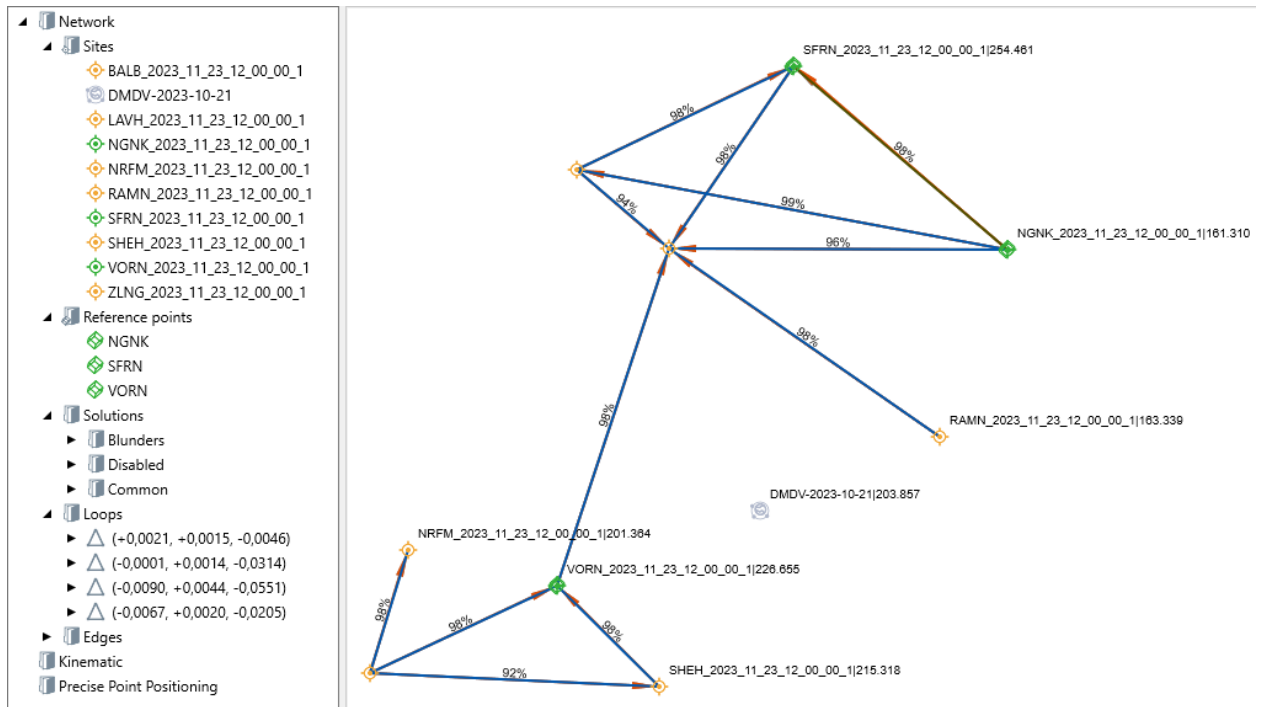 Network
Sites
BALB_2023_11_23_12_00_00_1
DMDV-2023-10-21
LAVH_2023_11_23_12_00_00_1
NGNK_2023_11_23_12_00_00_1
NRFM_2023_11_23_12_00_00_1
RAMN_2023_11_23_12_00_00_1
SFRN_2023_11_23_12_00_00_1
SHEH_2023_11_23_12_00_00_1
VORN_2023_11_23_12_00_00_1
ZLNG_2023_11_23_12_00_00_1
Reference points
NGNK
SFRN
VORN
Solutions
Blunders
Disabled
Common
Loops
(+0,0021, +0,0015, -0,0046)
(-0,0001, +0,0014, -0,0314)
(-0,0090, +0,0044, -0,0551)
(-0,0067, +0,0020, -0,0205)
Edges
Kinematic
Precise Point Positioning
SFRN_2023_11_23_12_00_00_1|254.461
98%
98%
98%
94%
99%
NGNK_2023_11_23_12_00_00_1|161.310
96%
98%
98%
RAMN_2023_11_23_12_00_00_1|163.339
DMDV-2023-10-21|203.857
NRFM_2023_11_23_12_00_00_1|201.364
VORN_2023_11_23_12_00_00_1|226.655
98%
98%
98%
92%
SHEH_2023_11_23_12_00_00_1|215.318